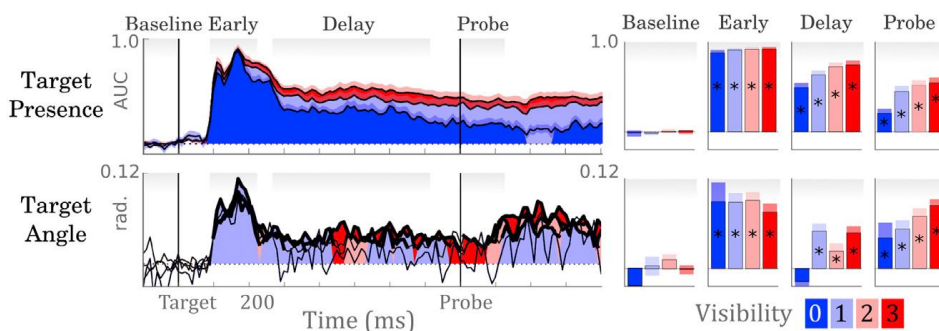 Baseline Early Delay Probe Baseline Early Delay Probe
1.0 1.0
Target Presence
AUC
* * * * * * * * * * * *
0.12 0.12
Target Angle
rad.
* * * * * * * * * * *
Target 200 Probe
Time (ms)
Visibility 0 1 2 3